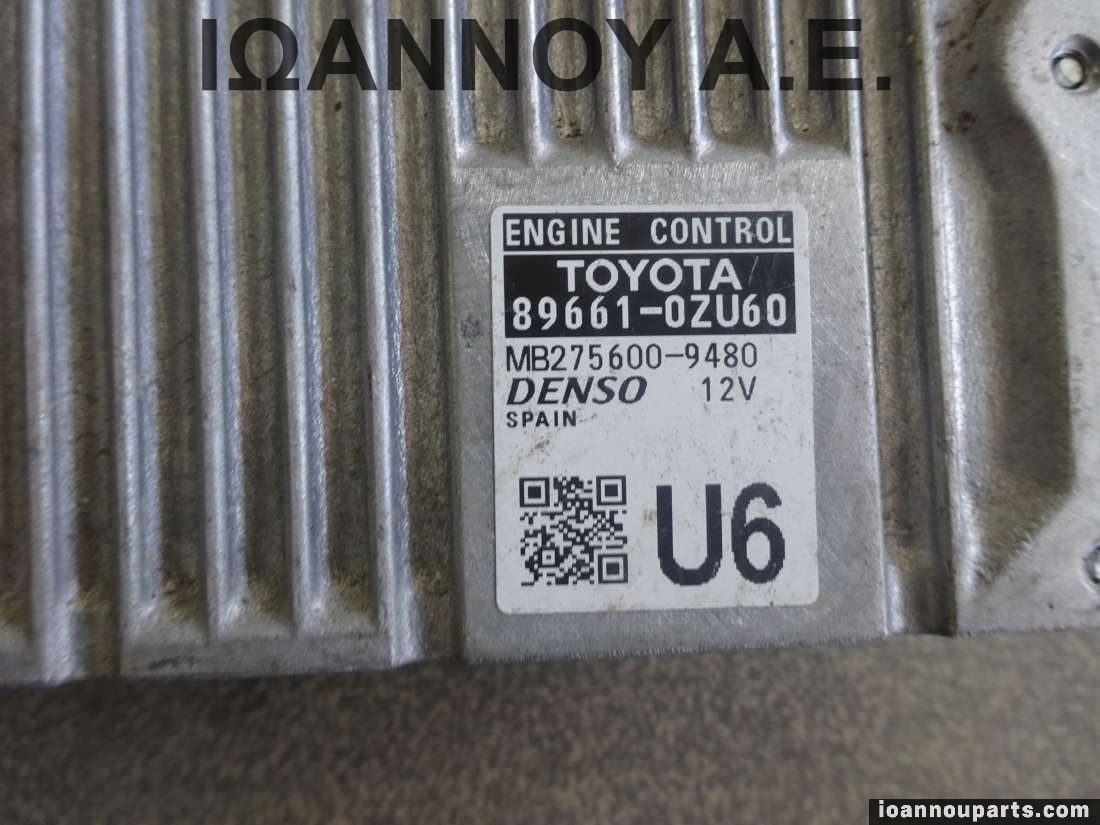 ΙΩΑΝΝΟΥ Α.Ε.
ENGINE CONTROL
TOYOTA
89661-0ZU60
MB275600-9480
DENSO 12V
SPAIN
U6
ioannouparts.com